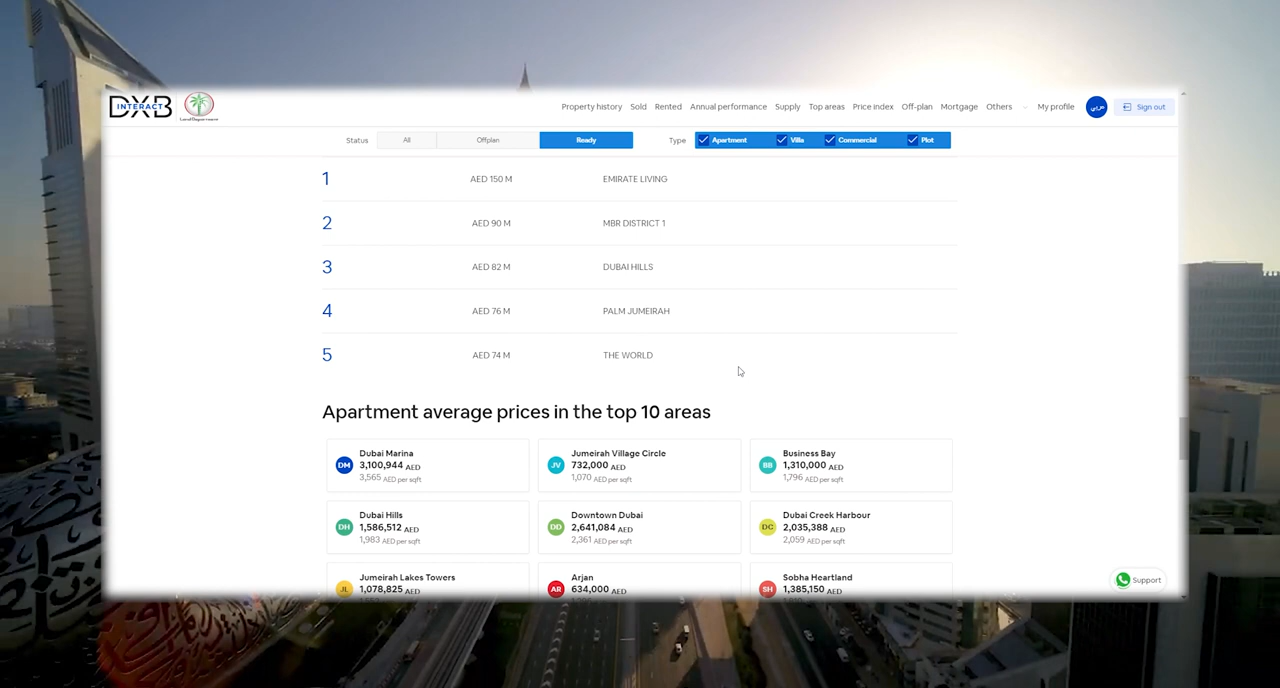 DXB
INTERACT
Land Department
Property history Sold Rented Annual performance Supply Top areas Price index Off-plan Mortgage Others My profile عربي Sign out
Status All Offplan Ready Type Apartment Villa Commercial Plot
1 AED 150 M EMIRATE LIVING
2 AED 90 M MBR DISTRICT 1
3 AED 82 M DUBAI HILLS
4 AED 76 M PALM JUMEIRAH
5 AED 74 M THE WORLD
Apartment average prices in the top 10 areas
DM
Dubai Marina
3,100,944 AED
3,565 AED per sqft
JV
Jumeirah Village Circle
732,000 AED
1,070 AED per sqft
BB
Business Bay
1,310,000 AED
1,796 AED per sqft
DH
Dubai Hills
1,586,512 AED
1,983 AED per sqft
DD
Downtown Dubai
2,641,084 AED
2,361 AED per sqft
DC
Dubai Creek Harbour
2,035,388 AED
2,059 AED per sqft
JL
Jumeirah Lakes Towers
1,078,825 AED
AR
Arjan
634,000 AED
SH
Sobha Heartland
1,385,150 AED
Support